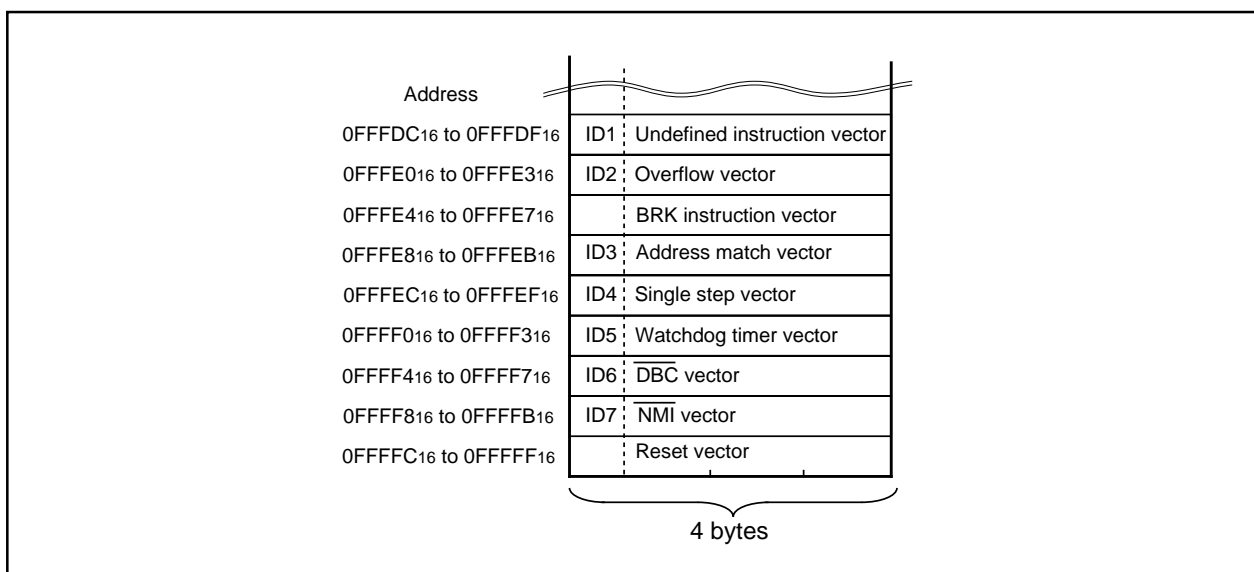 Address
0FFFDC16 to 0FFFDF16 ID1 Undefined instruction vector
0FFFE016 to 0FFFE316 ID2 Overflow vector
0FFFE416 to 0FFFE716 BRK instruction vector
0FFFE816 to 0FFFEB16 ID3 Address match vector
0FFFEC16 to 0FFFEF16 ID4 Single step vector
0FFFF016 to 0FFFF316 ID5 Watchdog timer vector
0FFFF416 to 0FFFF716 ID6 DBC vector
0FFFF816 to 0FFFFB16 ID7 NMI vector
0FFFFC16 to 0FFFFF16 Reset vector
4 bytes